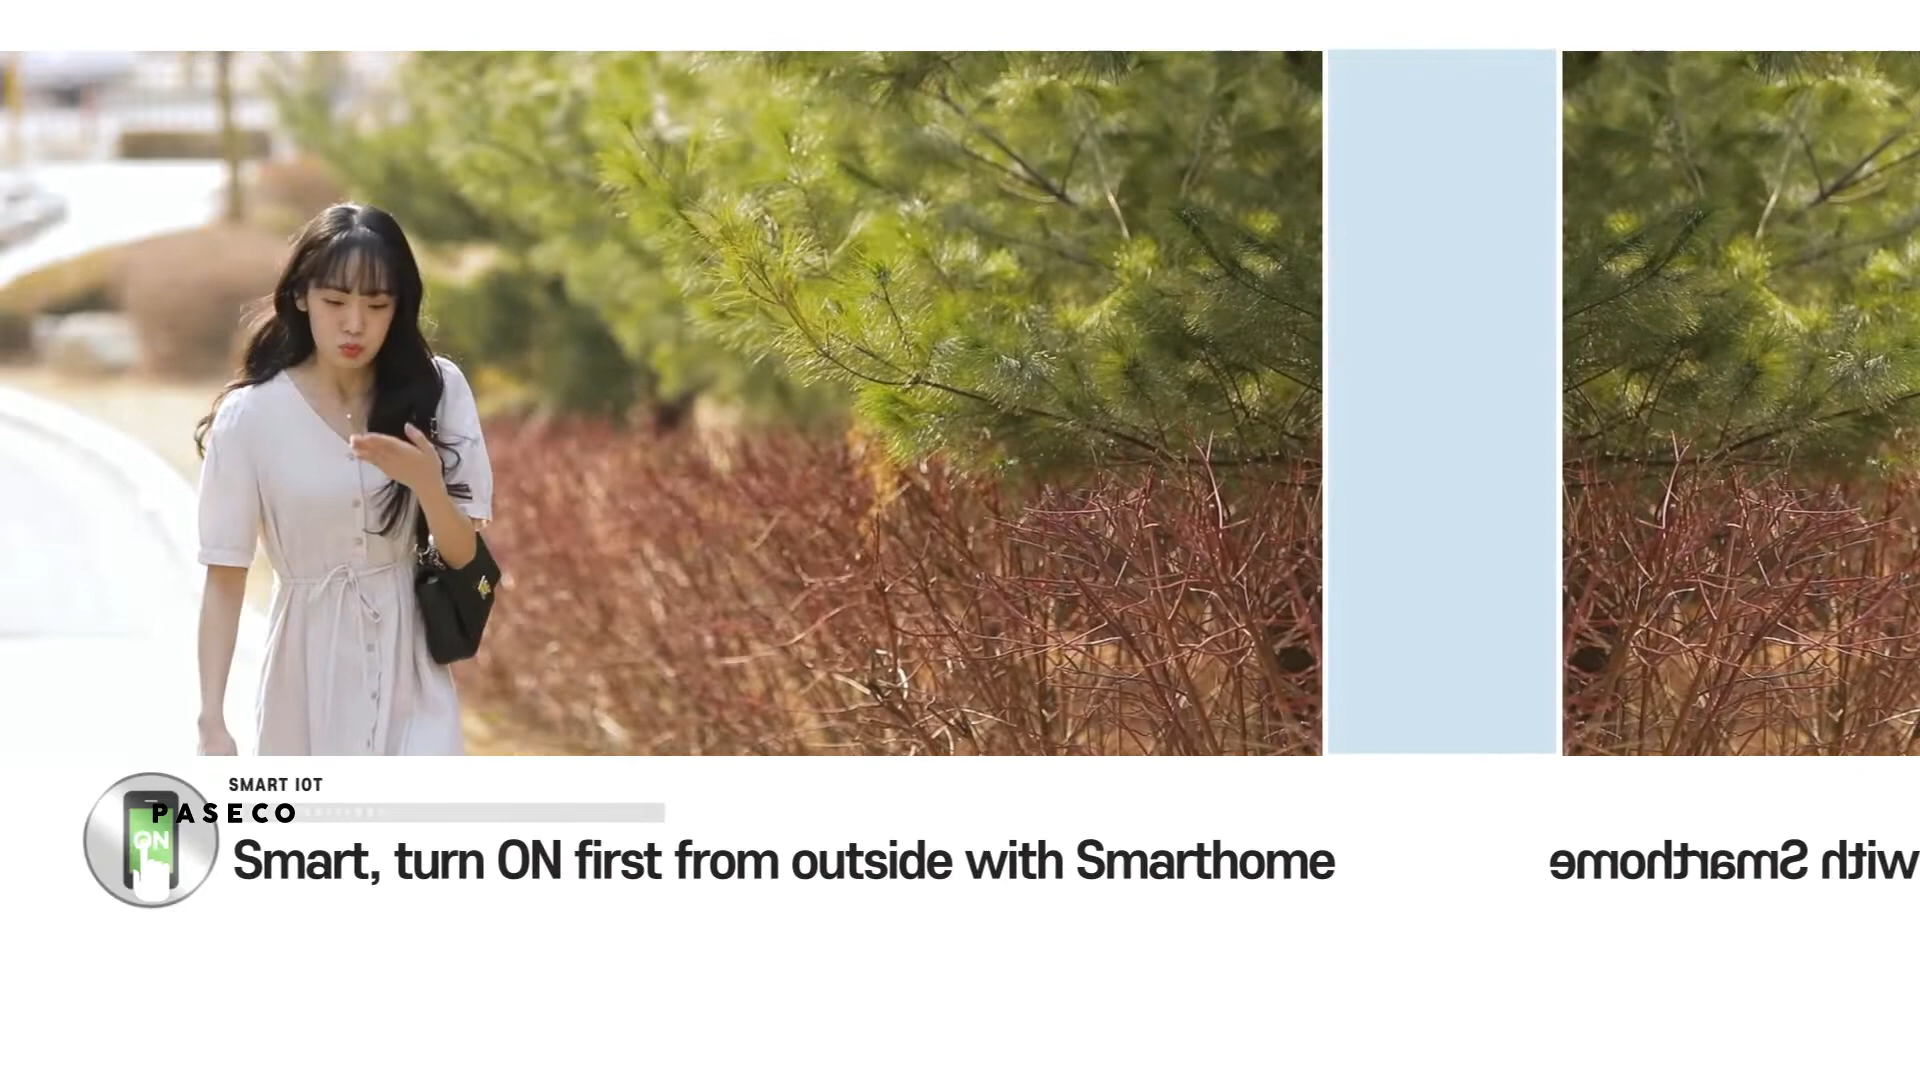 SMART IOT
PASECO
ON
Smart, turn ON first from outside with Smarthome
with Smarthome